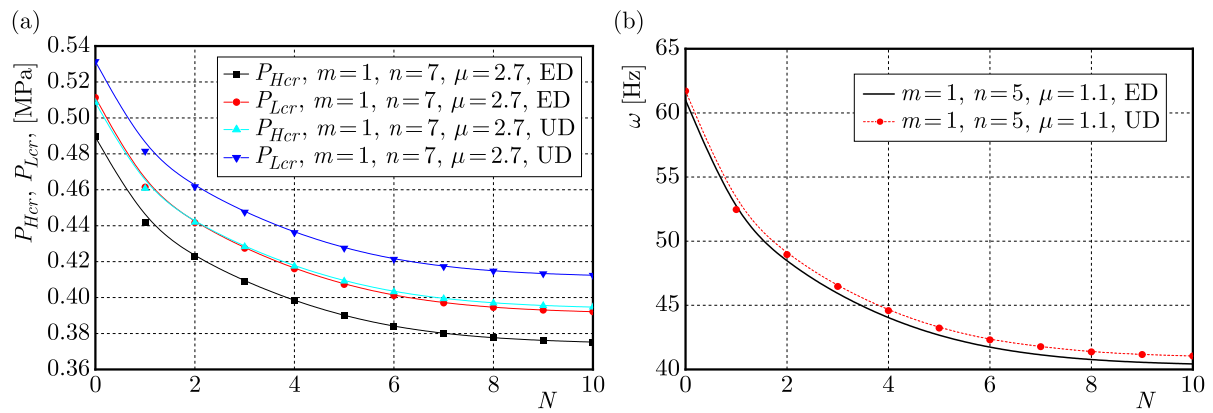 (a)
P_Hcr, P_Lcr, [MPa]
0.54
0.52
0.50
0.48
0.46
0.44
0.42
0.40
0.38
0.36
0 2 4 6 8 10
N
P_Hcr, m=1, n=7, μ=2.7, ED
P_Lcr, m=1, n=7, μ=2.7, ED
P_Hcr, m=1, n=7, μ=2.7, UD
P_Lcr, m=1, n=7, μ=2.7, UD
(b)
ω [Hz]
65
60
55
50
45
40
0 2 4 6 8 10
N
m=1, n=5, μ=1.1, ED
m=1, n=5, μ=1.1, UD